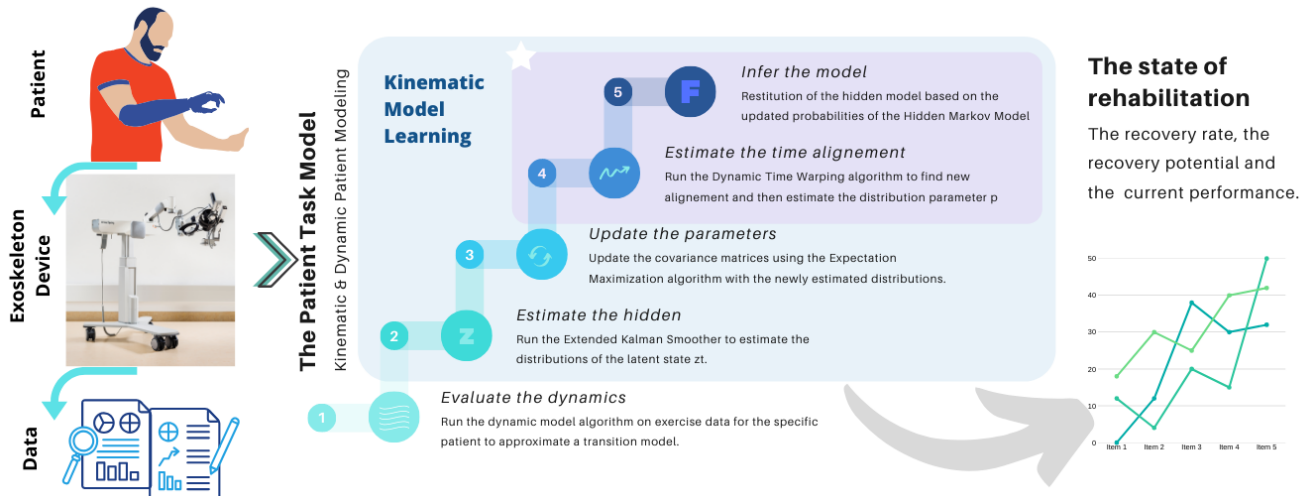 Patient
Exoskeleton
Device
Data
The Patient Task Model
Kinematic & Dynamic Patient Modeling
Kinematic
Model
Learning
5
F
Infer the model
Restitution of the hidden model based on the
updated probabilities of the Hidden Markov Model
4
Estimate the time alignement
Run the Dynamic Time Warping algorithm to find new
alignement and then estimate the distribution parameter p
3
Update the parameters
Update the covariance matrices using the Expectation
Maximization algorithm with the newly estimated distributions.
2
z
Estimate the hidden
Run the Extended Kalman Smoother to estimate the
distributions of the latent state zt.
1
Evaluate the dynamics
Run the dynamic model algorithm on exercise data for the specific
patient to approximate a transition model.
The state of
rehabilitation
The recovery rate, the
recovery potential and
the current performance.
50
40
30
20
10
0
Item 1 Item 2 Item 3 Item 4 Item 5